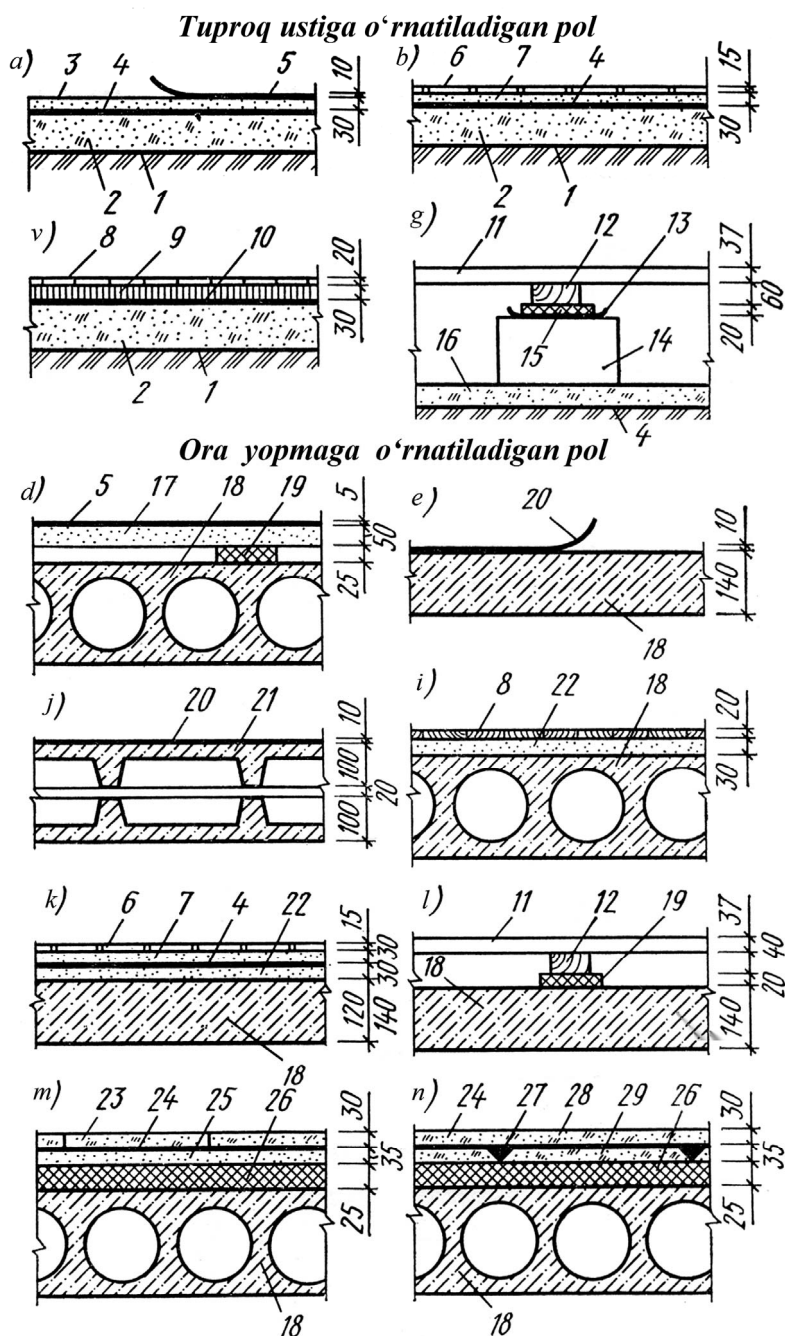 Tuproq ustiga o‘rnatiladigan pol
a) 3 4 5 10 30 2 1
b) 6 7 4 15 30 2 1
v) 8 9 10 20 30 2 1
g) 11 12 13 37 60 20 16 15 14 4
Ora yopmaga o‘rnatiladigan pol
d) 5 17 18 19 5 50 25
e) 20 10 140 18
j) 20 21 10 100 20 100
i) 8 22 18 20 30
k) 6 7 4 22 15 30 30 120 140 18
l) 11 12 19 37 40 20 140 18
m) 23 24 25 26 30 35 25 18
n) 24 27 28 29 26 30 35 25 18